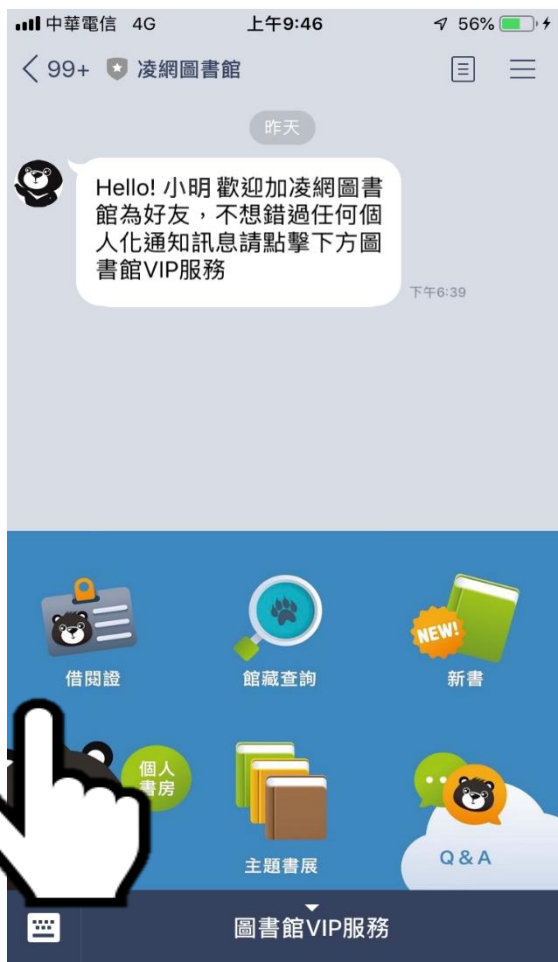 中華電信 4G 上午9:46 56%
99+ 凌網圖書館
昨天
Hello! 小明 歡迎加凌網圖書
館為好友，不想錯過任何個
人化通知訊息請點擊下方圖
書館VIP服務
下午6:39
借閱證
館藏查詢
NEW!
新書
個人
書房
主題書展
Q & A
圖書館VIP服務